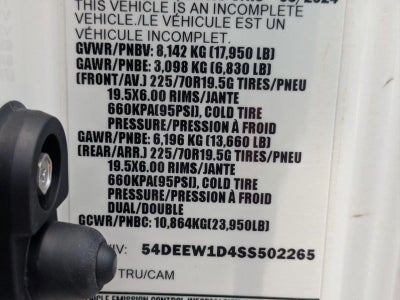 THIS VEHICLE IS AN INCOMPLETE
VEHICLE./LE VÉHICULE EST UN
VÉHICULE INCOMPLET.
GVWR/PNBV: 8,142 KG (17,950 LB)
GAWR/PNBE: 3,098 KG (6,830 LB)
(FRONT/AV.) 225/70R19.5G TIRES/PNEU
19.5X6.00 RIMS/JANTE
660KPA(95PSI), COLD TIRE
PRESSURE/PRESSION À FROID
GAWR/PNBE: 6,196 KG (13,660 LB)
(REAR/ARR.) 225/70R19.5G TIRES/PNEU
19.5X6.00 RIMS/JANTE
660KPA(95PSI), COLD TIRE
PRESSURE/PRESSION À FROID
DUAL/DOUBLE
GCWR/PNBC: 10,864KG(23,950LB)
54DEEW1D4SS502265
TRU/CAM